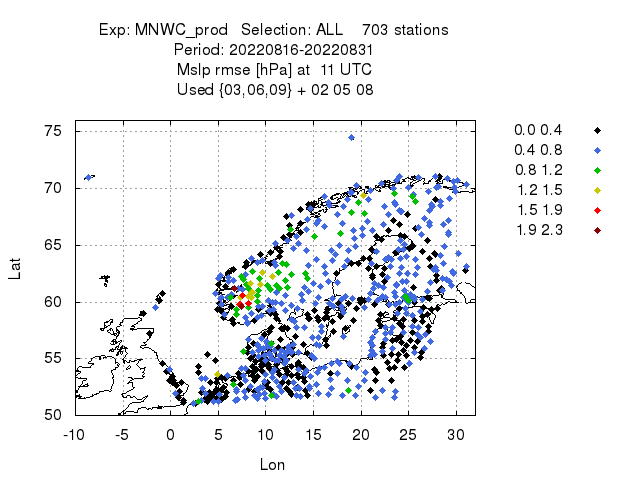 Exp: MNWC_prod   Selection: ALL    703 stations
Period: 20220816-20220831
Mslp rmse [hPa] at  11 UTC
Used {03,06,09} + 02 05 08
0.0 0.4
0.4 0.8
0.8 1.2
1.2 1.5
1.5 1.9
1.9 2.3
75
70
65
60
55
50
Lat
-10 -5 0 5 10 15 20 25 30
Lon